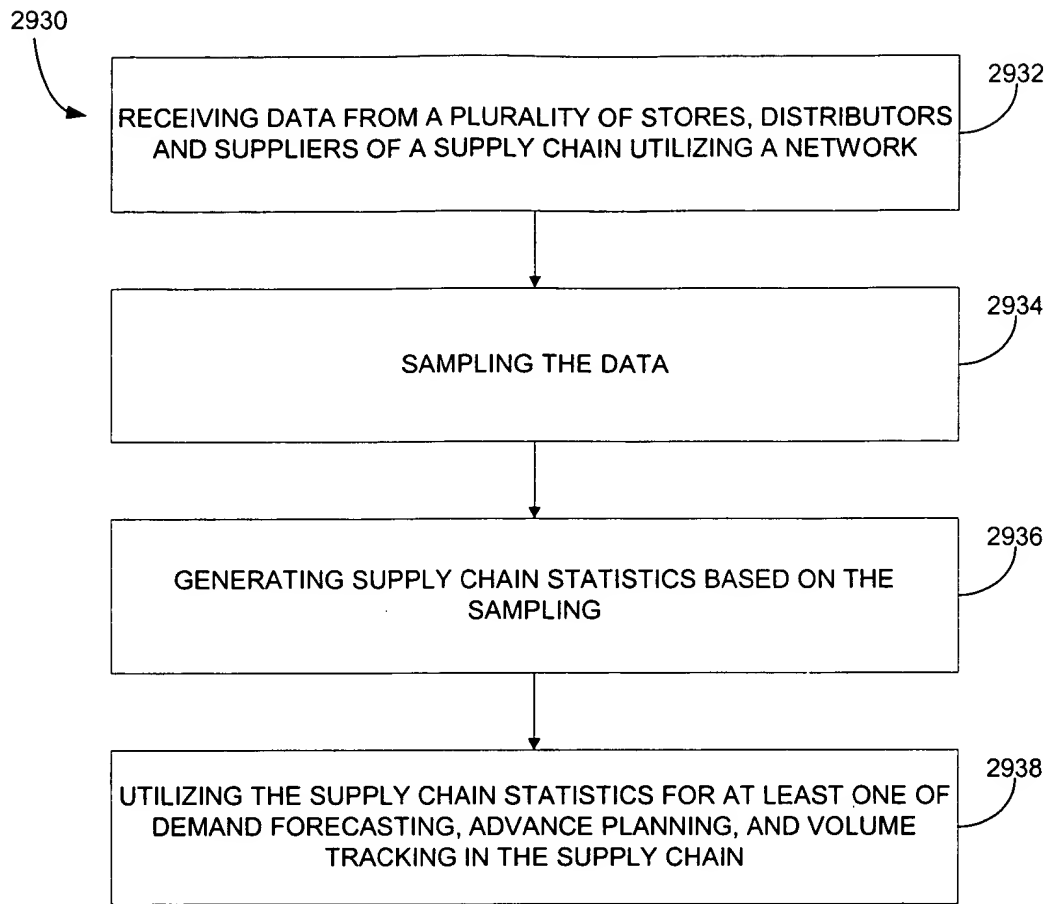 2930
2932
RECEIVING DATA FROM A PLURALITY OF STORES, DISTRIBUTORS
AND SUPPLIERS OF A SUPPLY CHAIN UTILIZING A NETWORK
2934
SAMPLING THE DATA
2936
GENERATING SUPPLY CHAIN STATISTICS BASED ON THE
SAMPLING
2938
UTILIZING THE SUPPLY CHAIN STATISTICS FOR AT LEAST ONE OF
DEMAND FORECASTING, ADVANCE PLANNING, AND VOLUME
TRACKING IN THE SUPPLY CHAIN